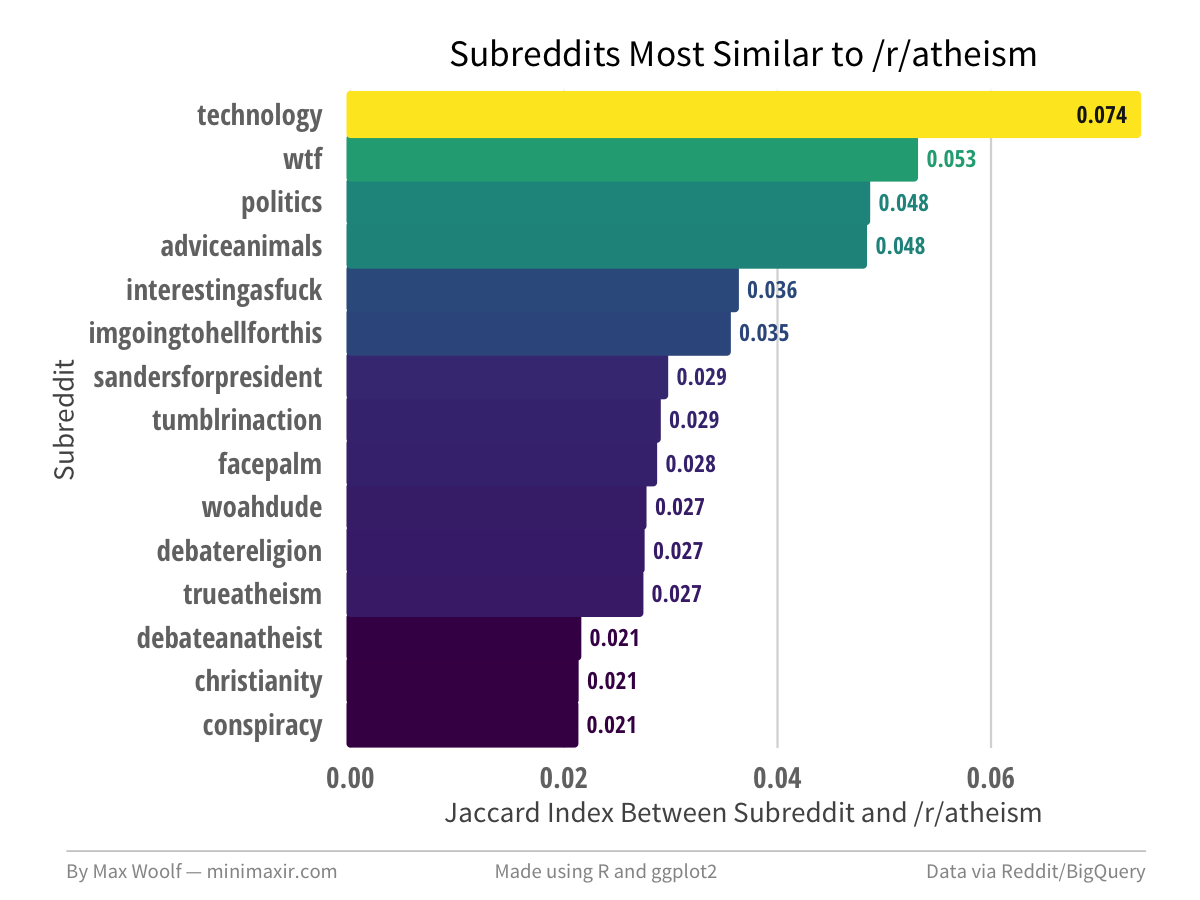 Subreddits Most Similar to /r/atheism
technology 0.074
wtf 0.053
politics 0.048
adviceanimals 0.048
interestingasfuck 0.036
imgoingtohellforthis 0.035
sandersforpresident 0.029
tumblrinaction 0.029
facepalm 0.028
woahdude 0.027
debatereligion 0.027
trueatheism 0.027
debateanatheist 0.021
christianity 0.021
conspiracy 0.021
Subreddit
0.00 0.02 0.04 0.06
Jaccard Index Between Subreddit and /r/atheism
By Max Woolf — minimaxir.com Made using R and ggplot2 Data via Reddit/BigQuery